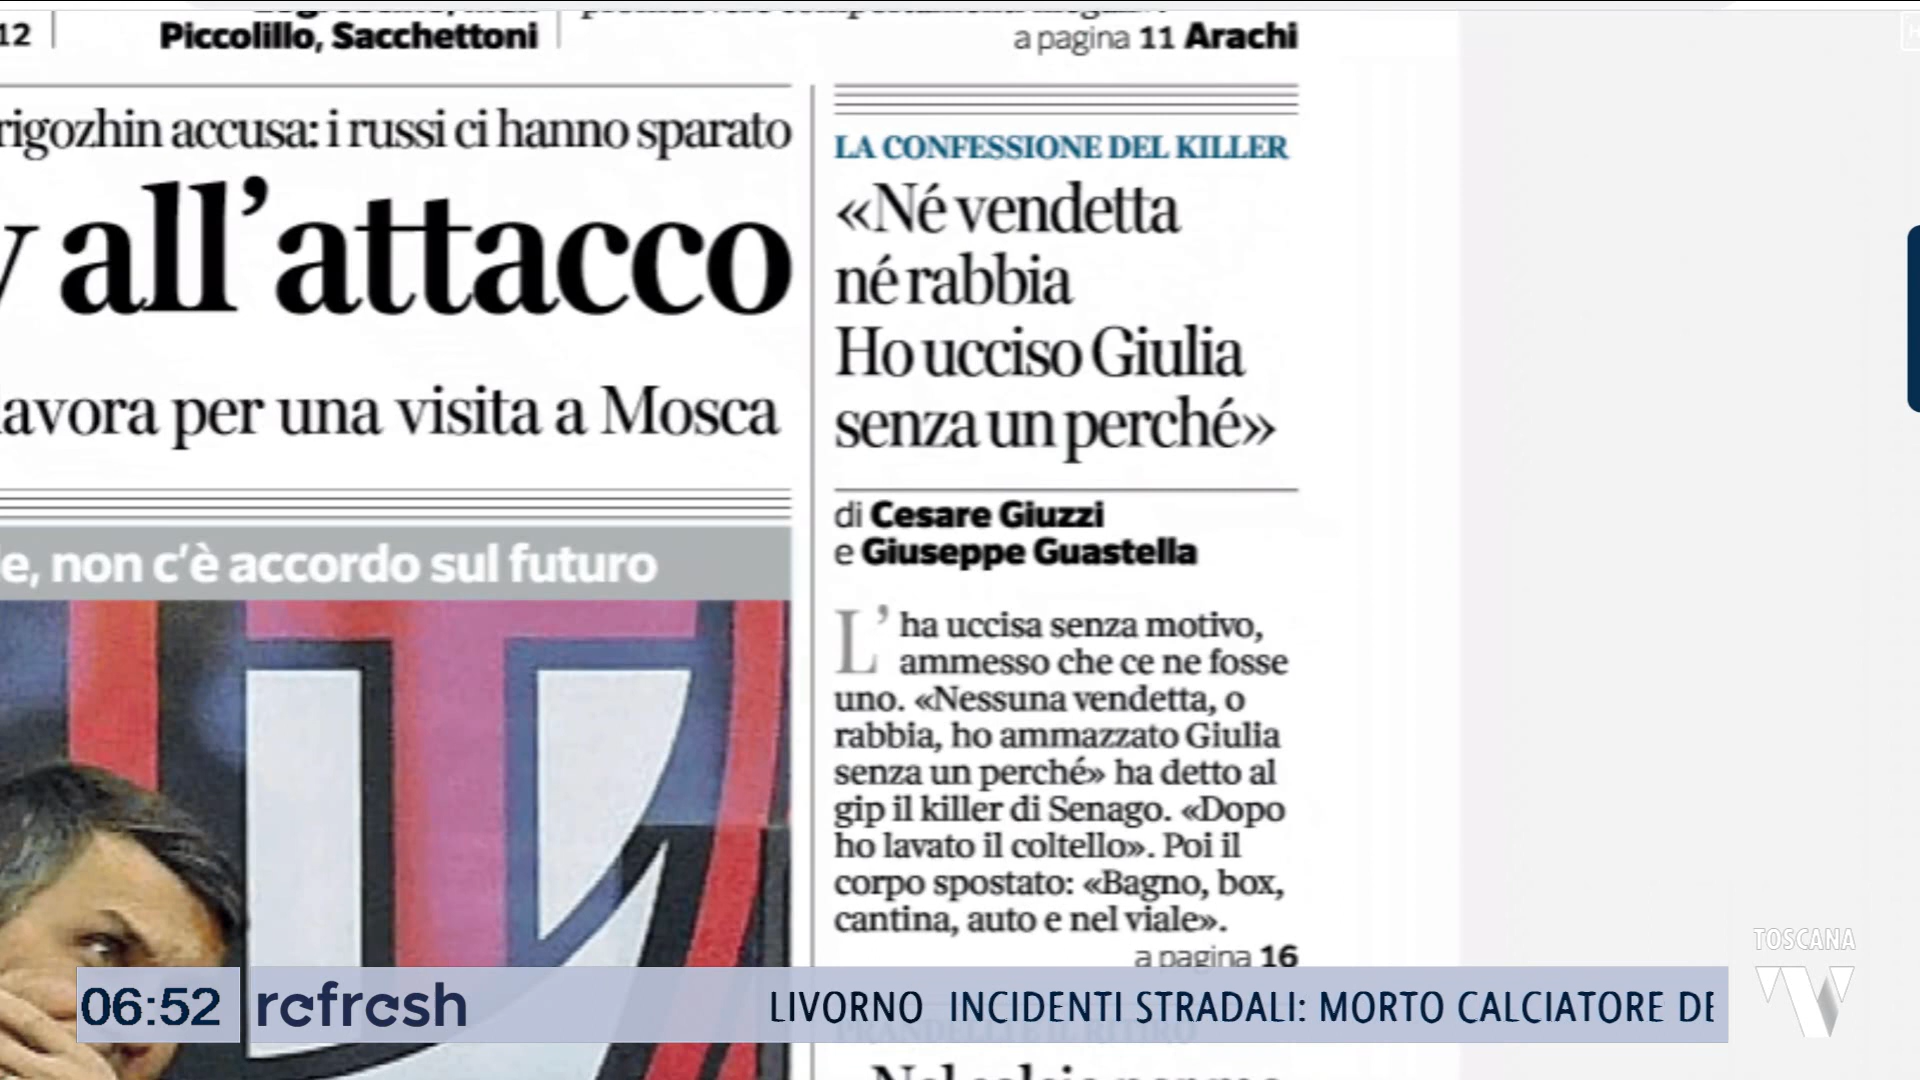 12
Piccolillo, Sacchettoni
a pagina 11 Arachi
rigozhin accusa: i russi ci hanno sparato
all'attacco
lavora per una visita a Mosca
e, non c'è accordo sul futuro
LA CONFESSIONE DEL KILLER
«Né vendetta
né rabbia
Ho ucciso Giulia
senza un perché»
di Cesare Giuzzi
e Giuseppe Guastella
L'ha uccisa senza motivo,
ammesso che ce ne fosse
uno. «Nessuna vendetta, o
rabbia, ho ammazzato Giulia
senza un perché» ha detto al
gip il killer di Senago. «Dopo
ho lavato il coltello». Poi il
corpo spostato: «Bagno, box,
cantina, auto e nel viale».
a pagina 16
06:52 refresh LIVORNO INCIDENTI STRADALI: MORTO CALCIATORE DE
TOSCANA